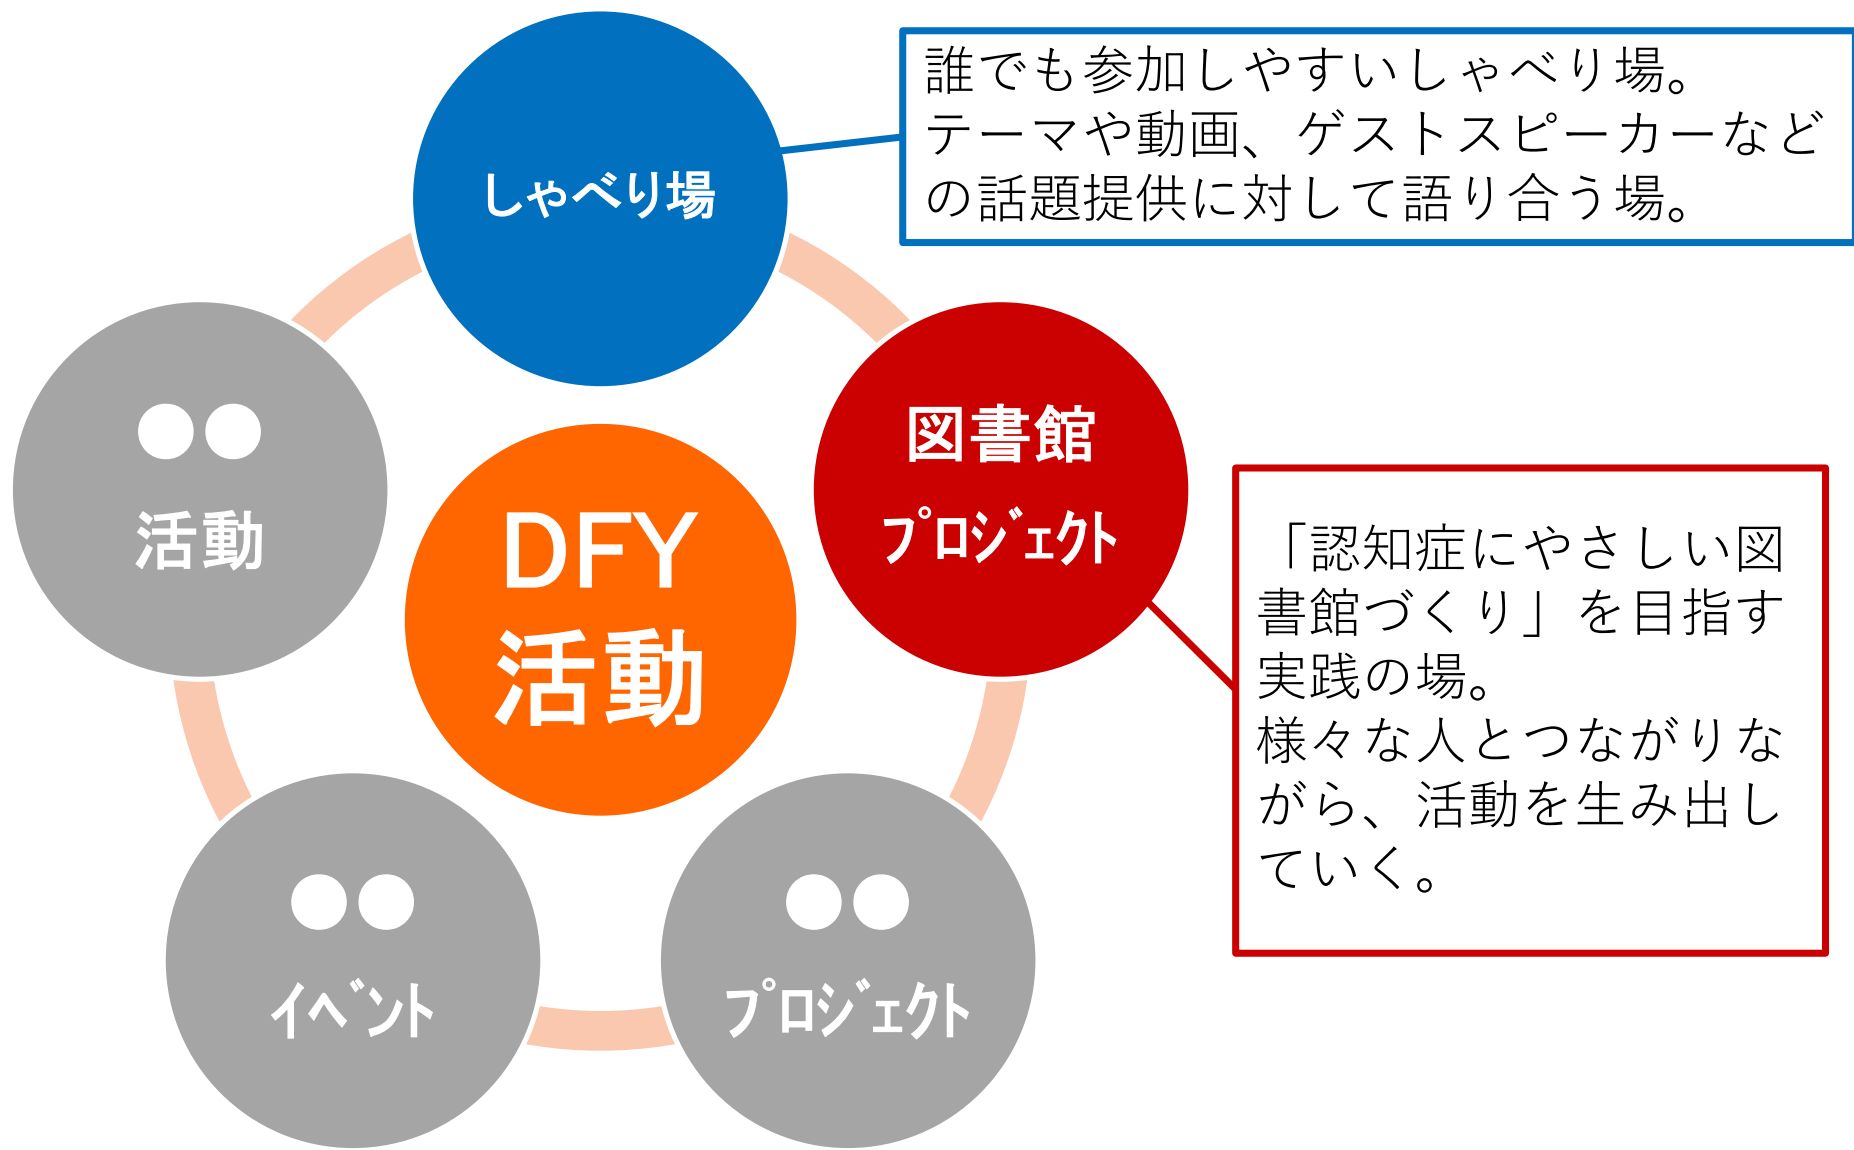 しゃべり場
誰でも参加しやすいしゃべり場。
テーマや動画、ゲストスピーカーなど
の話題提供に対して語り合う場。
図書館
ﾌﾟﾛｼﾞｪｸﾄ
「認知症にやさしい図
書館づくり」を目指す
実践の場。
様々な人とつながりな
がら、活動を生み出し
ていく。
●●
ﾌﾟﾛｼﾞｪｸﾄ
●●
ｲﾍﾞﾝﾄ
●●
活動
DFY
活動